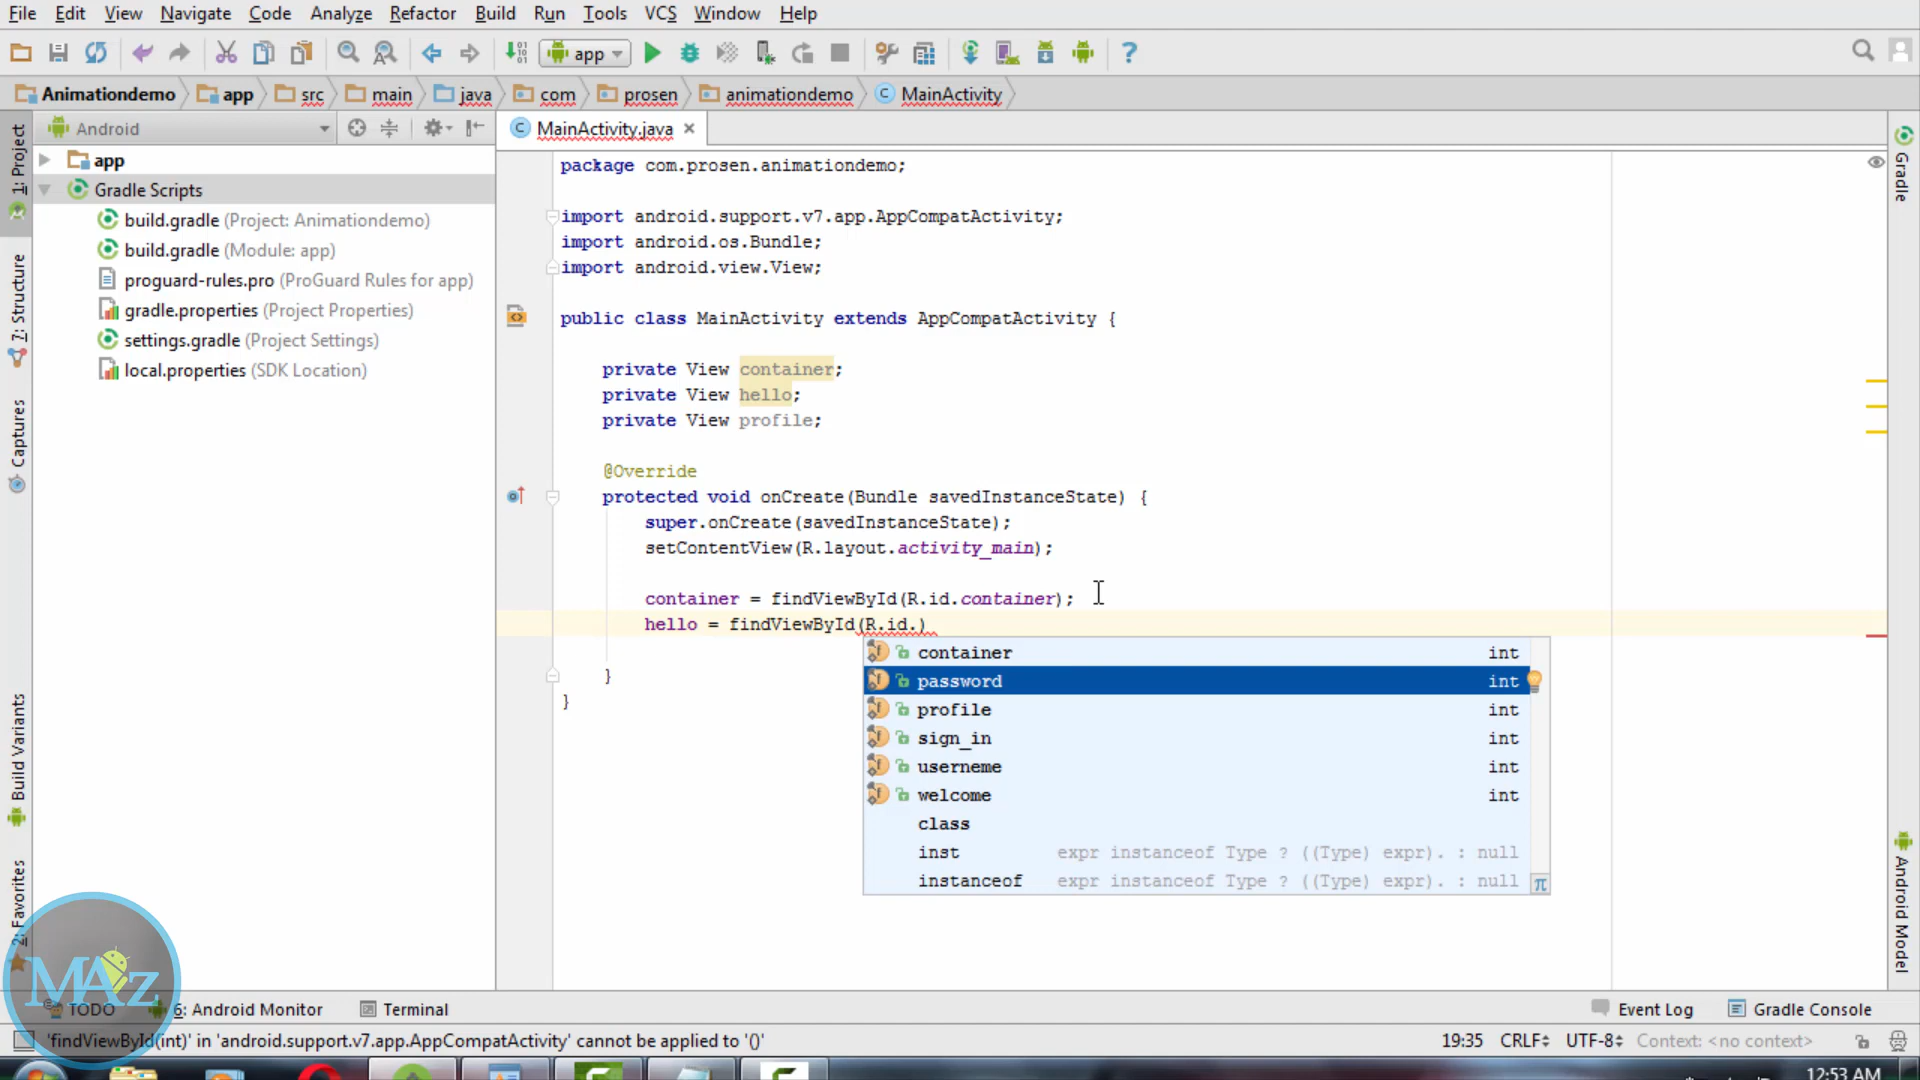 File Edit View Navigate Code Analyze Refactor Build Run Tools VCS Window Help
app
Animationdemo app src main java com prosen animationdemo MainActivity
Android
MainActivity.java
1: Project
7: Structure
Captures
Build Variants
2: Favorites
app
Gradle Scripts
build.gradle (Project: Animationdemo)
build.gradle (Module: app)
proguard-rules.pro (ProGuard Rules for app)
gradle.properties (Project Properties)
settings.gradle (Project Settings)
local.properties (SDK Location)
package com.prosen.animationdemo;
import android.support.v7.app.AppCompatActivity;
import android.os.Bundle;
import android.view.View;
public class MainActivity extends AppCompatActivity {
private View container;
private View hello;
private View profile;
@Override
protected void onCreate(Bundle savedInstanceState) {
super.onCreate(savedInstanceState);
setContentView(R.layout.activity_main);
container = findViewById(R.id.container);
hello = findViewById(R.id.)
}
}
container int
password int
profile int
sign_in int
userneme int
welcome int
class
inst expr instanceof Type ? ((Type) expr). : null
instanceof expr instanceof Type ? ((Type) expr). : null
π
Gradle
Android Model
MAz
TODO 6: Android Monitor Terminal Event Log Gradle Console
'findViewById(int)' in 'android.support.v7.app.AppCompatActivity' cannot be applied to '()' 19:35 CRLF UTF-8 Context: <no context>
12:53 AM